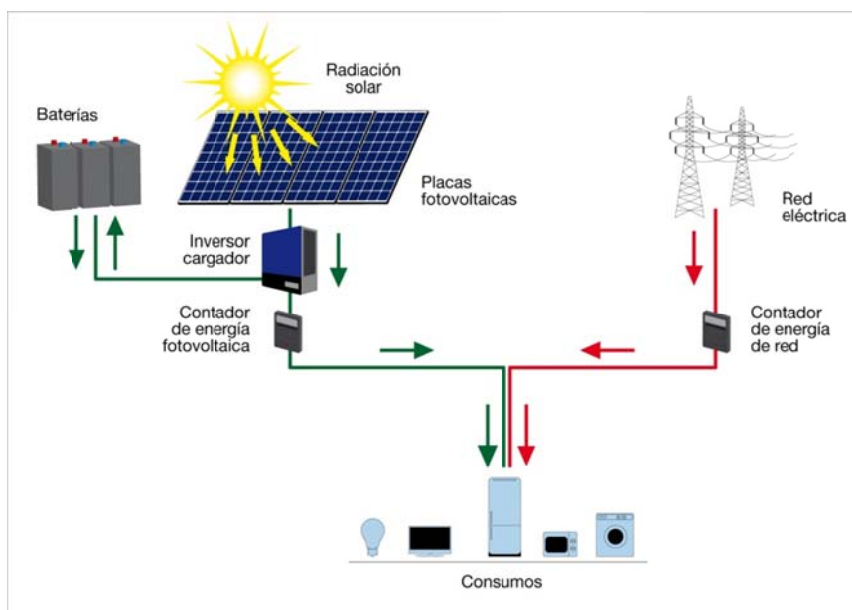 Radiación
solar
Baterías
Placas
fotovoltaicas
Red
eléctrica
Inversor
cargador
Contador
de energía
fotovoltaica
Contador
de energía
de red
Consumos